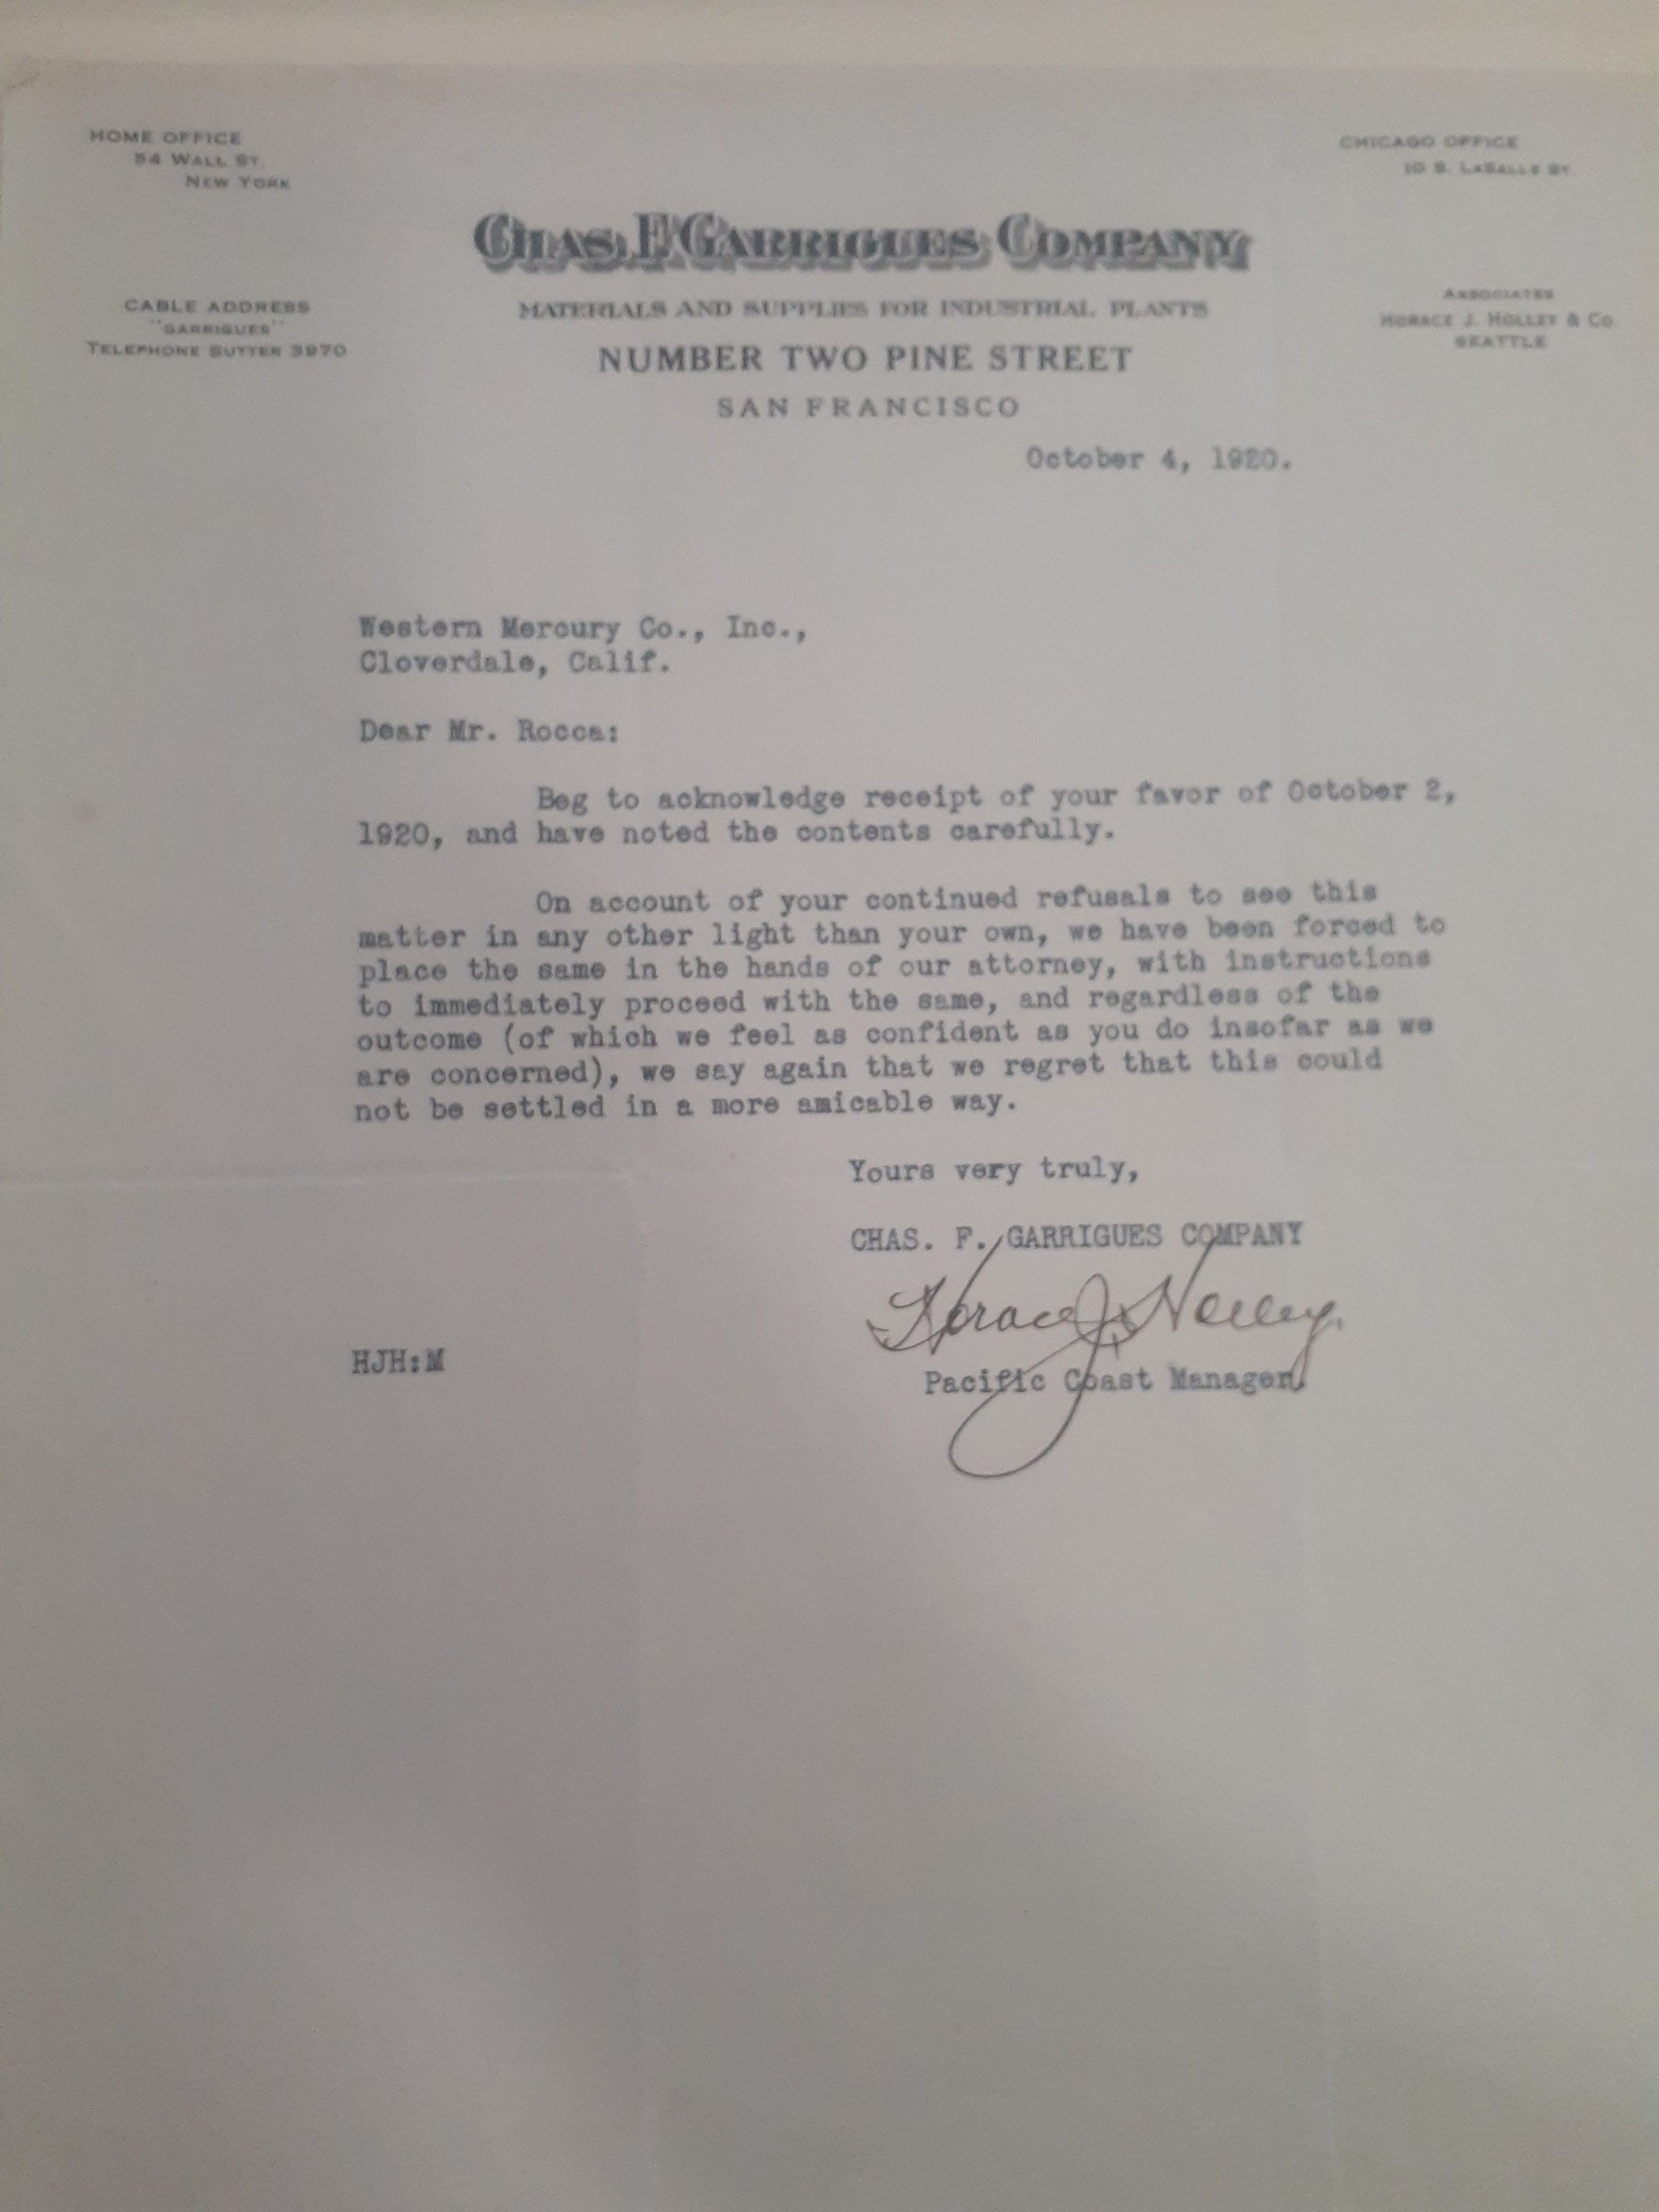 HOME OFFICE
54 WALL ST.
NEW YORK
CHICAGO OFFICE
10 S. LASALLE ST.
CHAS. F. GARRIGUES COMPANY
MATERIALS AND SUPPLIES FOR INDUSTRIAL PLANTS
NUMBER TWO PINE STREET
SAN FRANCISCO
CABLE ADDRESS
"GARRIGUES"
TELEPHONE SUTTER 3970
ASSOCIATES
HORACE J. HOLLEY & CO.
SEATTLE
October 4, 1920.
Western Mercury Co., Inc.,
Cloverdale, Calif.
Dear Mr. Rocca:
Beg to acknowledge receipt of your favor of October 2,
1920, and have noted the contents carefully.
On account of your continued refusals to see this
matter in any other light than your own, we have been forced to
place the same in the hands of our attorney, with instructions
to immediately proceed with the same, and regardless of the
outcome (of which we feel as confident as you do insofar as we
are concerned), we say again that we regret that this could
not be settled in a more amicable way.
Yours very truly,
CHAS. F. GARRIGUES COMPANY
Horace J. Holley.
Pacific Coast Manager.
HJH:M